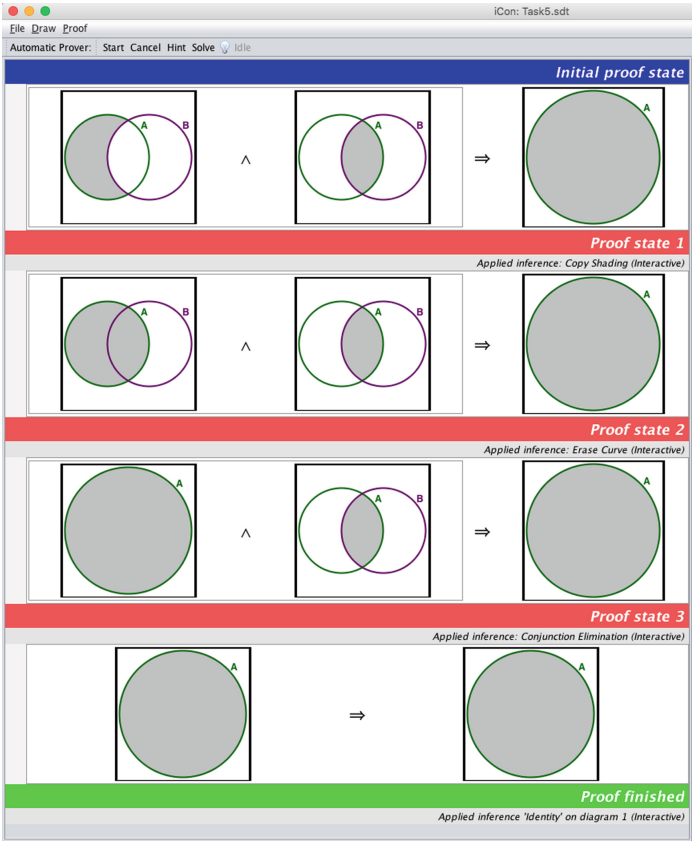 iCon: Task5.sdt
File Draw Proof
Automatic Prover: Start Cancel Hint Solve Idle
Initial proof state
A B ∧ A B ⇒ A
Proof state 1
Applied inference: Copy Shading (Interactive)
A B ∧ A B ⇒ A
Proof state 2
Applied inference: Erase Curve (Interactive)
A ∧ A B ⇒ A
Proof state 3
Applied inference: Conjunction Elimination (Interactive)
A ⇒ A
Proof finished
Applied inference 'Identity' on diagram 1 (Interactive)